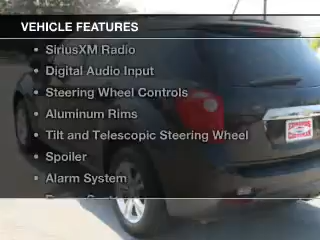 VEHICLE FEATURES
• SiriusXM Radio
• Digital Audio Input
• Steering Wheel Controls
• Aluminum Rims
• Tilt and Telescopic Steering Wheel
• Spoiler
• Alarm System